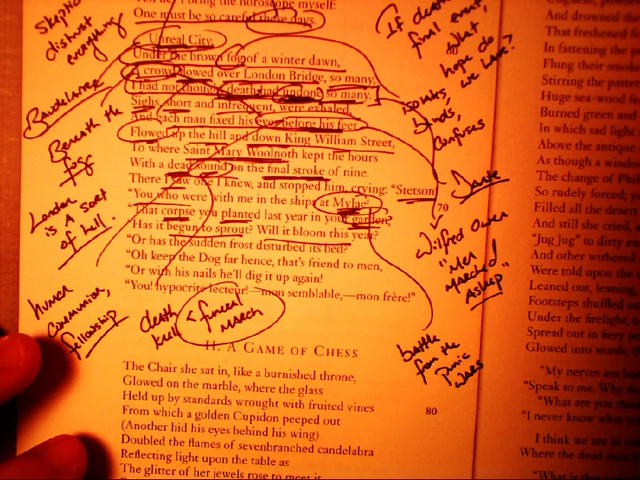 One must be so careful these days.
Unreal City,
Under the brown fog of a winter dawn,
A crowd flowed over London Bridge, so many,
I had not thought death had undone so many.
Sighs, short and infrequent, were exhaled,
And each man fixed his eyes before his feet.
Flowed up the hill and down King William Street,
To where Saint Mary Woolnoth kept the hours
With a dead sound on the final stroke of nine.
There I saw one I knew, and stopped him, crying: "Stetson
"You who were with me in the ships at Mylae!
70
"That corpse you planted last year in your garden,
"Has it begun to sprout? Will it bloom this year?
"Or has the sudden frost disturbed its bed?
"Oh keep the Dog far hence, that's friend to men,
"Or with his nails he'll dig it up again!
"You! hypocrite lecteur!—mon semblable,—mon frère!"
II. A GAME OF CHESS
The Chair she sat in, like a burnished throne,
Glowed on the marble, where the glass
Held up by standards wrought with fruited vines
From which a golden Cupidon peeped out
80
(Another hid his eyes behind his wing)
Doubled the flames of sevenbranched candelabra
Reflecting light upon the table as
The glitter of her jewels rose to meet it,
Skeptic
distrust
everything
Baudelaire
Beneath the
fog
London
is a sort
of hell.
human
communion,
fellowship
death
knell
funeral
march
If death
final event,
what
hope do
we have?
isolates,
blinds,
confuses
Dante
Wilfred Owen
"Men
marched
asleep"
battle
from the
Punic
Wars
And drowned
That freshened
In fattening the
Flung their smoke
Stirring the patter
Huge sea-wood f
Burned green and
In which sad light
Above the antique
As though a window
The change of Phil
So rudely forced; y
Filled all the desert
And still she cried, a
"Jug Jug" to dirty e
And other withered
Were told upon the
Leaned out, leaning,
Footsteps shuffled o
Under the firelight,
Spread out in fiery po
Glowed into words,
"My nerves are ba
"Speak to me. Why do
"What are you thin
"I never know what yo
I think we are in ra
Where the dead men
"What is th